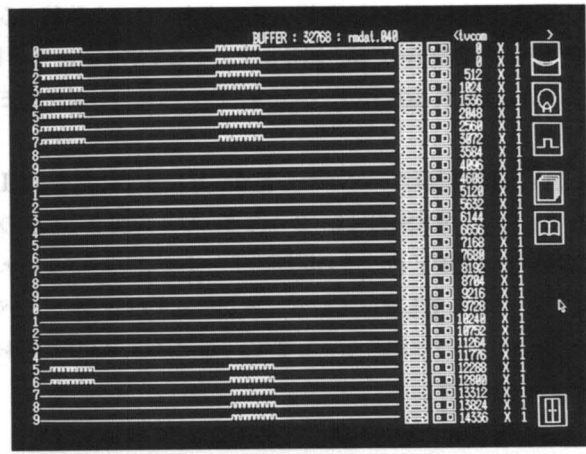 BUFFER : 32768 : rmdal.040 <lvcom >
0 0 X 1
1 0 X 1
2 512 X 1
3 1024 X 1
4 1536 X 1
5 2048 X 1
6 2560 X 1
7 3072 X 1
8 3584 X 1
9 4096 X 1
0 4608 X 1
1 5120 X 1
2 5632 X 1
3 6144 X 1
4 6656 X 1
5 7168 X 1
6 7680 X 1
7 8192 X 1
8 8704 X 1
9 9216 X 1
0 9728 X 1
1 10240 X 1
2 10752 X 1
3 11264 X 1
4 11776 X 1
5 12288 X 1
6 12800 X 1
7 13312 X 1
8 13824 X 1
9 14336 X 1